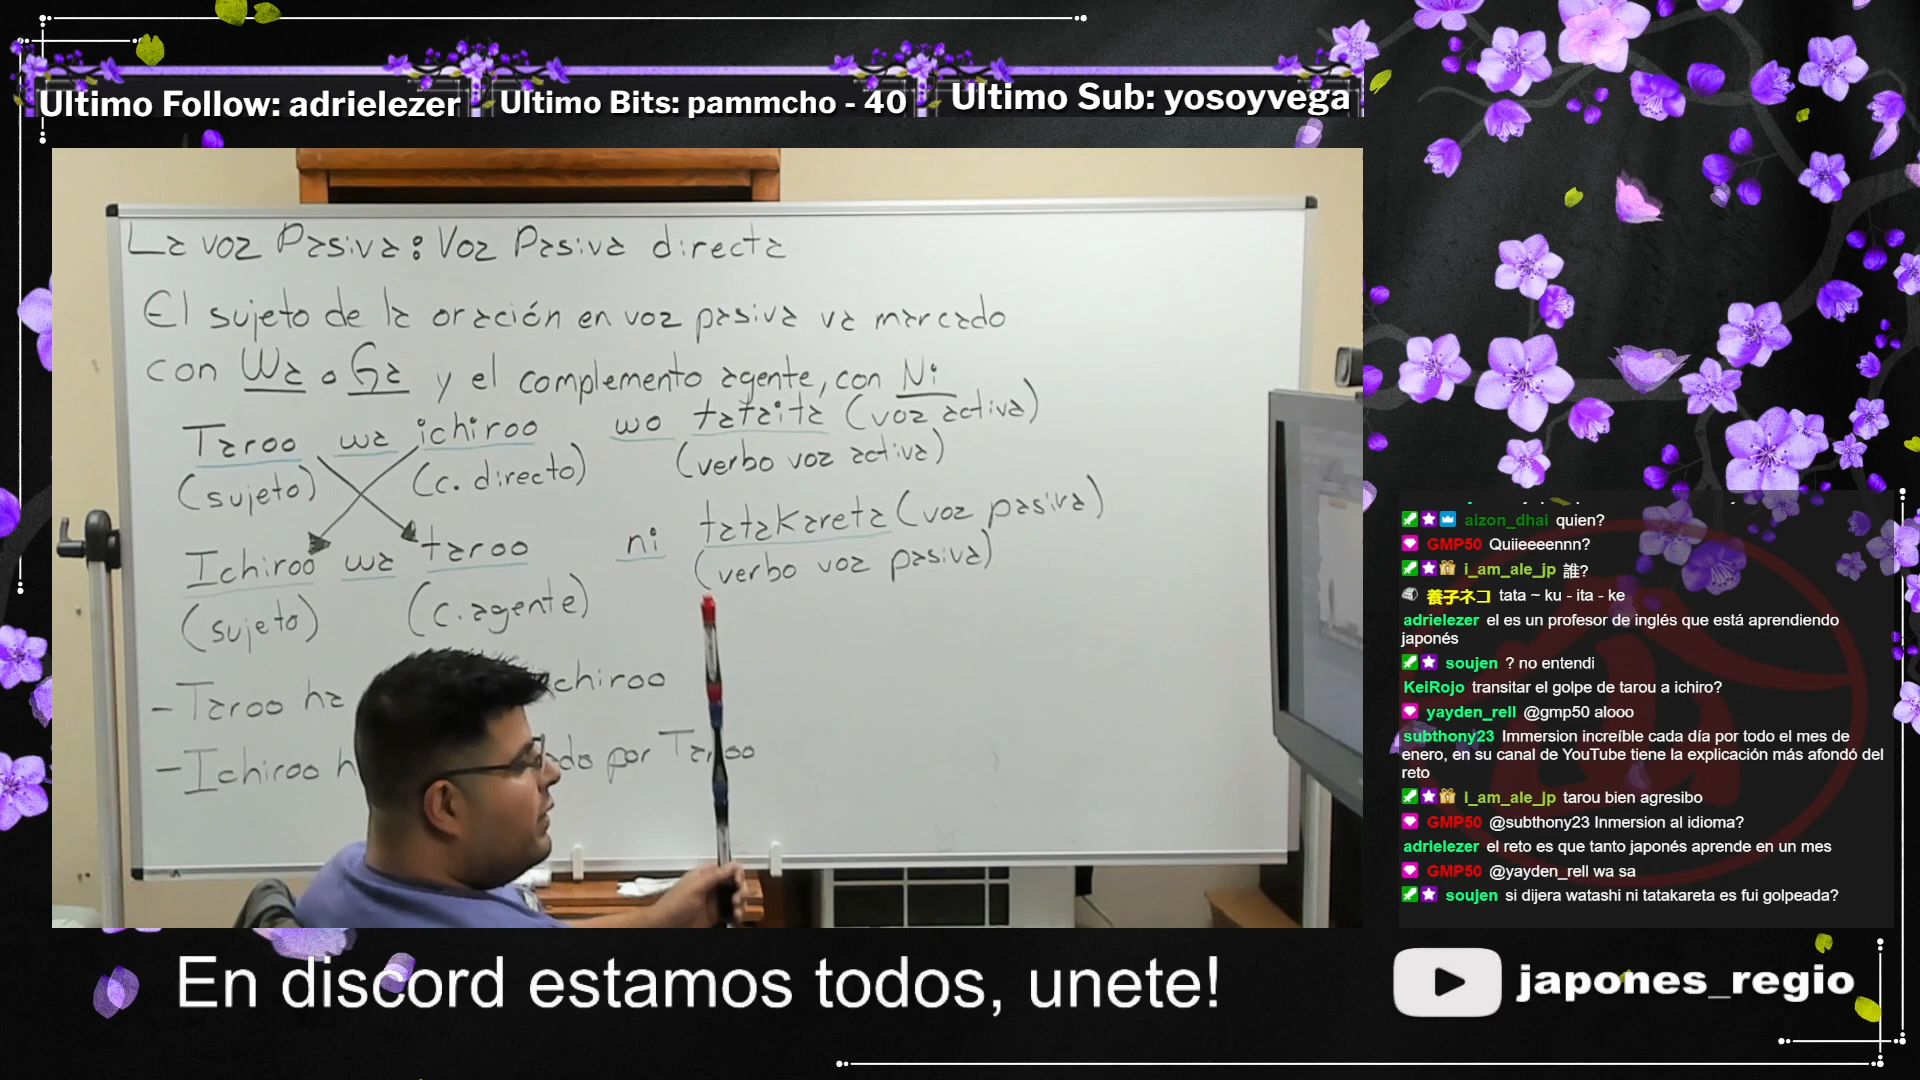 Ultimo Follow: adrielezer
Ultimo Bits: pammcho - 40
Ultimo Sub: yosoyvega
La voz Pasiva: Voz Pasiva directa
El sujeto de la oración en voz pasiva va marcado
con Wa o Ga y el complemento agente, con Ni
Taroo wa ichiroo wo tataita (voz activa)
(sujeto) (c. directo) (verbo voz activa)
Ichiroo wa taroo ni tatakareta (voz pasiva)
(sujeto) (c. agente) (verbo voz pasiva)
- Taroo ha chiroo
- Ichiroo h do por Taroo
aizon_dhai quien?
GMP50 Quiieeeennn?
i_am_ale_jp 誰?
養子ネコ tata ~ ku - ita - ke
adrielezer el es un profesor de inglés que está aprendiendo
japonés
soujen ? no entendi
KeiRojo transitar el golpe de tarou a ichiro?
yayden_rell @gmp50 alooo
subthony23 Immersion increíble cada día por todo el mes de
enero, en su canal de YouTube tiene la explicación más afondó del
reto
i_am_ale_jp tarou bien agresibo
GMP50 @subthony23 Inmersion al idioma?
adrielezer el reto es que tanto japonés aprende en un mes
GMP50 @yayden_rell wa sa
soujen si dijera watashi ni tatakareta es fui golpeada?
En discord estamos todos, unete!
japones_regio